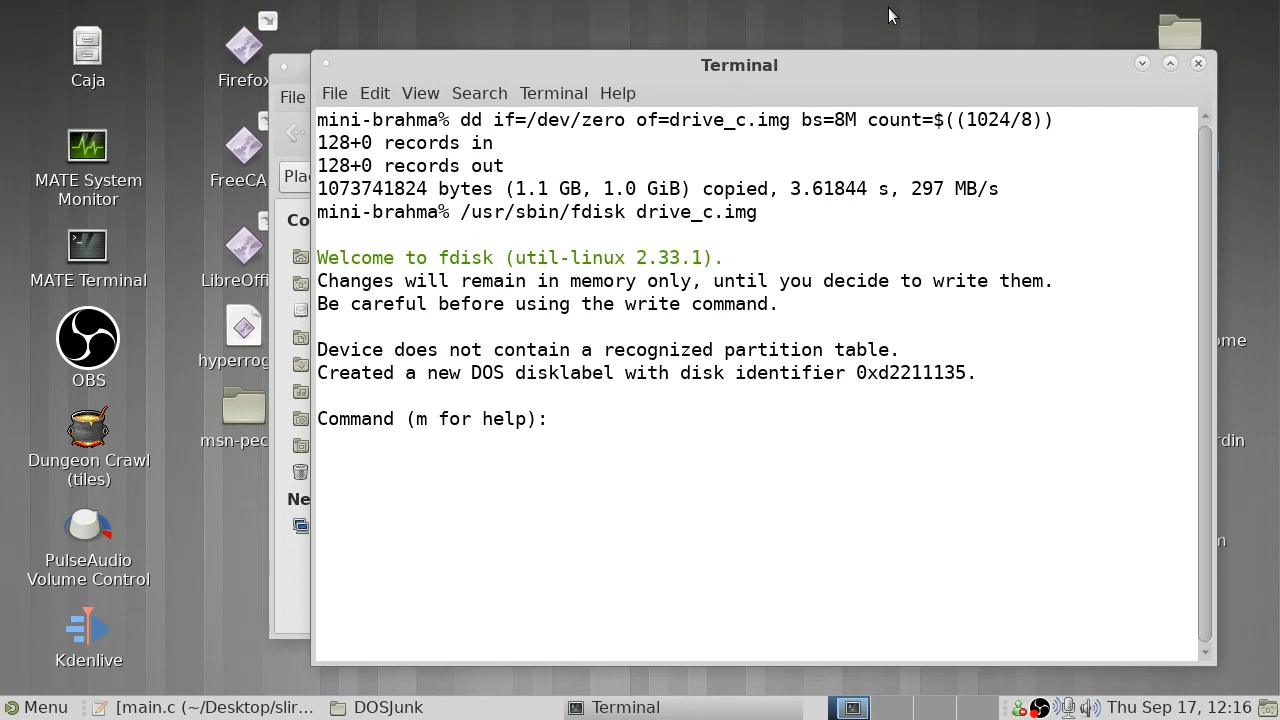 Caja
Firefox
MATE System
Monitor
FreeCA
MATE Terminal
LibreOffi
OBS
hyperrog
Dungeon Crawl
(tiles)
msn-pec
PulseAudio
Volume Control
Kdenlive
File
Pla
Co
Ne
Terminal
File Edit View Search Terminal Help
mini-brahma% dd if=/dev/zero of=drive_c.img bs=8M count=$((1024/8))
128+0 records in
128+0 records out
1073741824 bytes (1.1 GB, 1.0 GiB) copied, 3.61844 s, 297 MB/s
mini-brahma% /usr/sbin/fdisk drive_c.img
Welcome to fdisk (util-linux 2.33.1).
Changes will remain in memory only, until you decide to write them.
Be careful before using the write command.
Device does not contain a recognized partition table.
Created a new DOS disklabel with disk identifier 0xd2211135.
Command (m for help):
ome
rdin
Menu [main.c (~/Desktop/slir... DOSJunk Terminal Thu Sep 17, 12:16